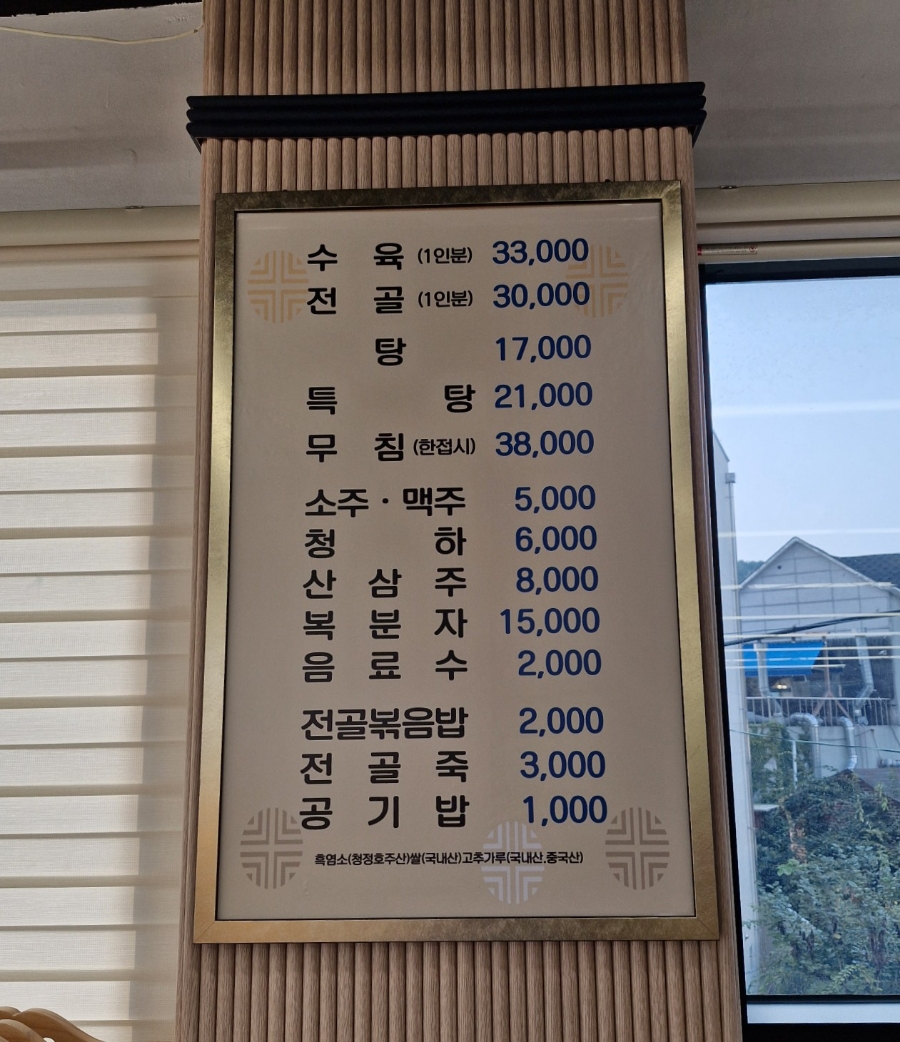 수육 (1인분) 33,000
전골 (1인분) 30,000
탕 17,000
특탕 21,000
무침 (한접시) 38,000
소주 · 맥주 5,000
청하 6,000
산삼주 8,000
복분자 15,000
음료수 2,000
전골볶음밥 2,000
전골죽 3,000
공기밥 1,000
흑염소(청정호주산)쌀(국내산)고추가루(국내산,중국산)